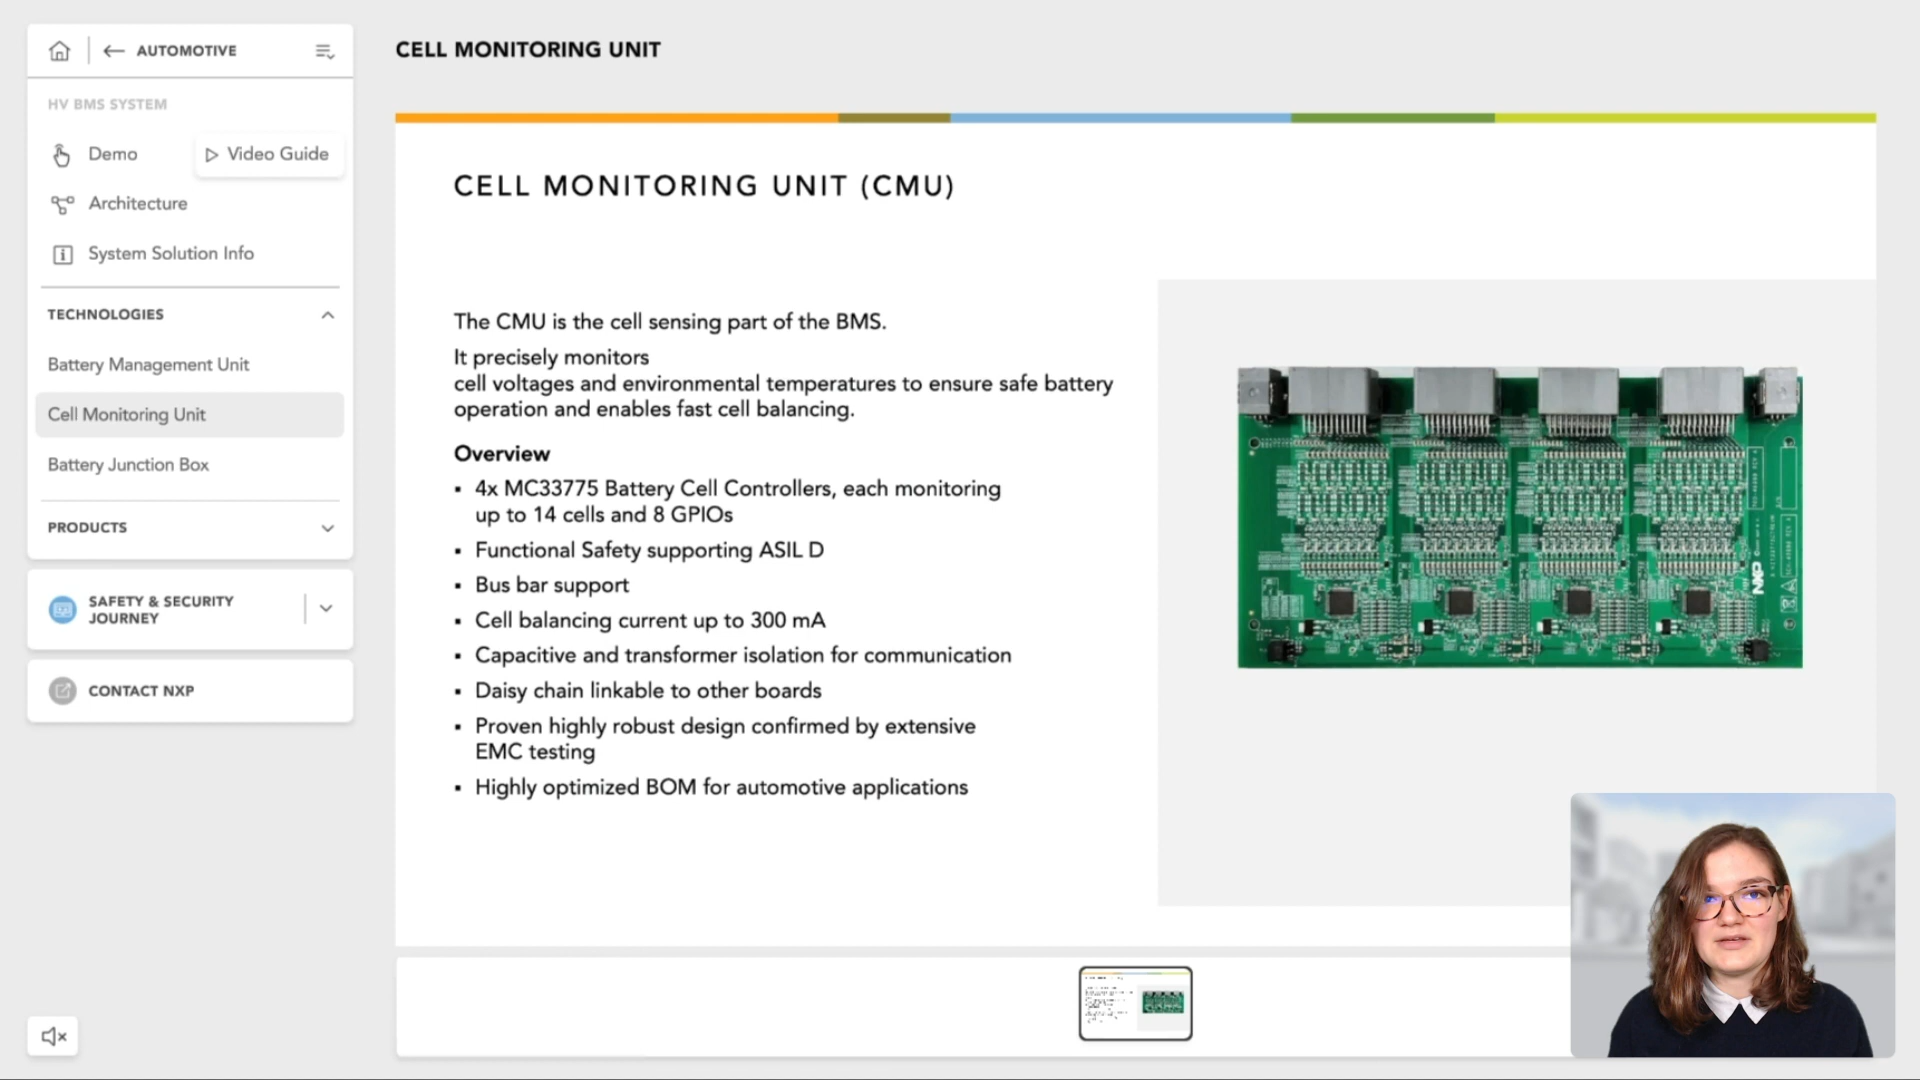 AUTOMOTIVE
HV BMS SYSTEM
Demo
Video Guide
Architecture
System Solution Info
TECHNOLOGIES
Battery Management Unit
Cell Monitoring Unit
Battery Junction Box
PRODUCTS
SAFETY & SECURITY
JOURNEY
CONTACT NXP
CELL MONITORING UNIT
CELL MONITORING UNIT (CMU)
The CMU is the cell sensing part of the BMS.
It precisely monitors
cell voltages and environmental temperatures to ensure safe battery
operation and enables fast cell balancing.
Overview
▪ 4x MC33775 Battery Cell Controllers, each monitoring
up to 14 cells and 8 GPIOs
▪ Functional Safety supporting ASIL D
▪ Bus bar support
▪ Cell balancing current up to 300 mA
▪ Capacitive and transformer isolation for communication
▪ Daisy chain linkable to other boards
▪ Proven highly robust design confirmed by extensive
EMC testing
▪ Highly optimized BOM for automotive applications
NXP